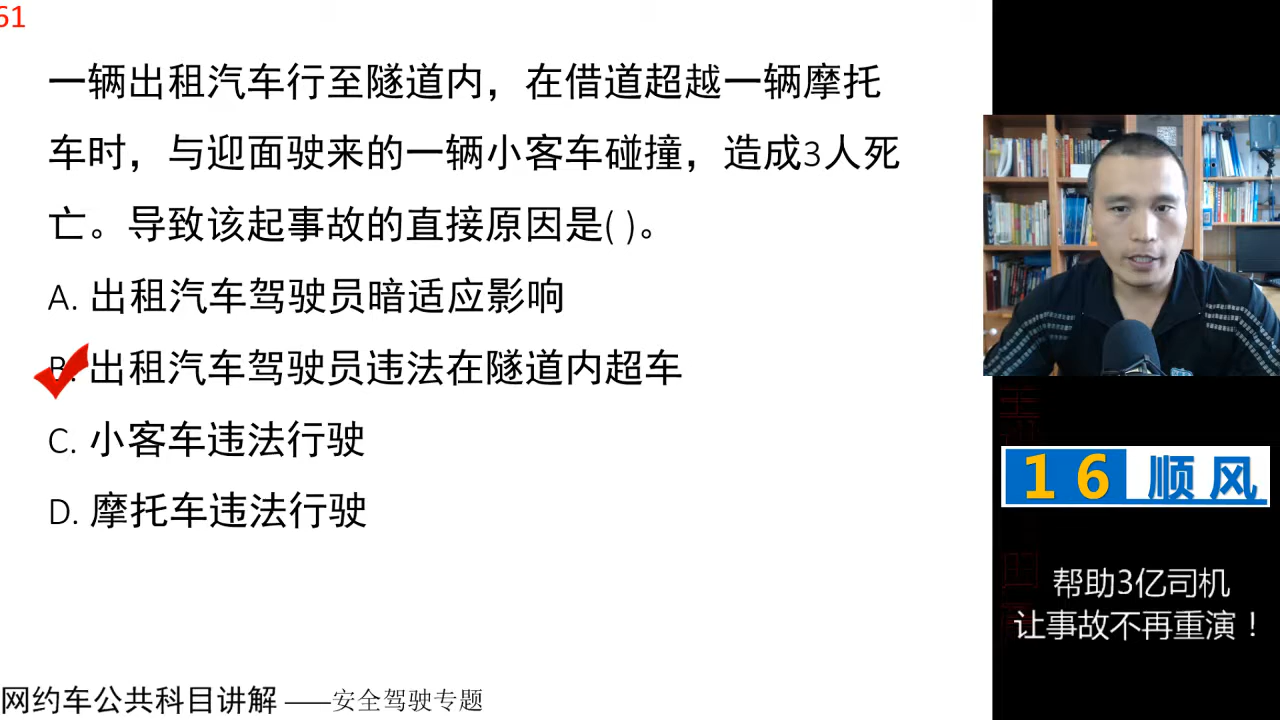 61
一辆出租汽车行至隧道内，在借道超越一辆摩托
车时，与迎面驶来的一辆小客车碰撞，造成3人死
亡。导致该起事故的直接原因是( )。
A. 出租汽车驾驶员暗适应影响
B. 出租汽车驾驶员违法在隧道内超车
C. 小客车违法行驶
D. 摩托车违法行驶
16 顺风
帮助3亿司机
让事故不再重演！
网约车公共科目讲解 ——安全驾驶专题